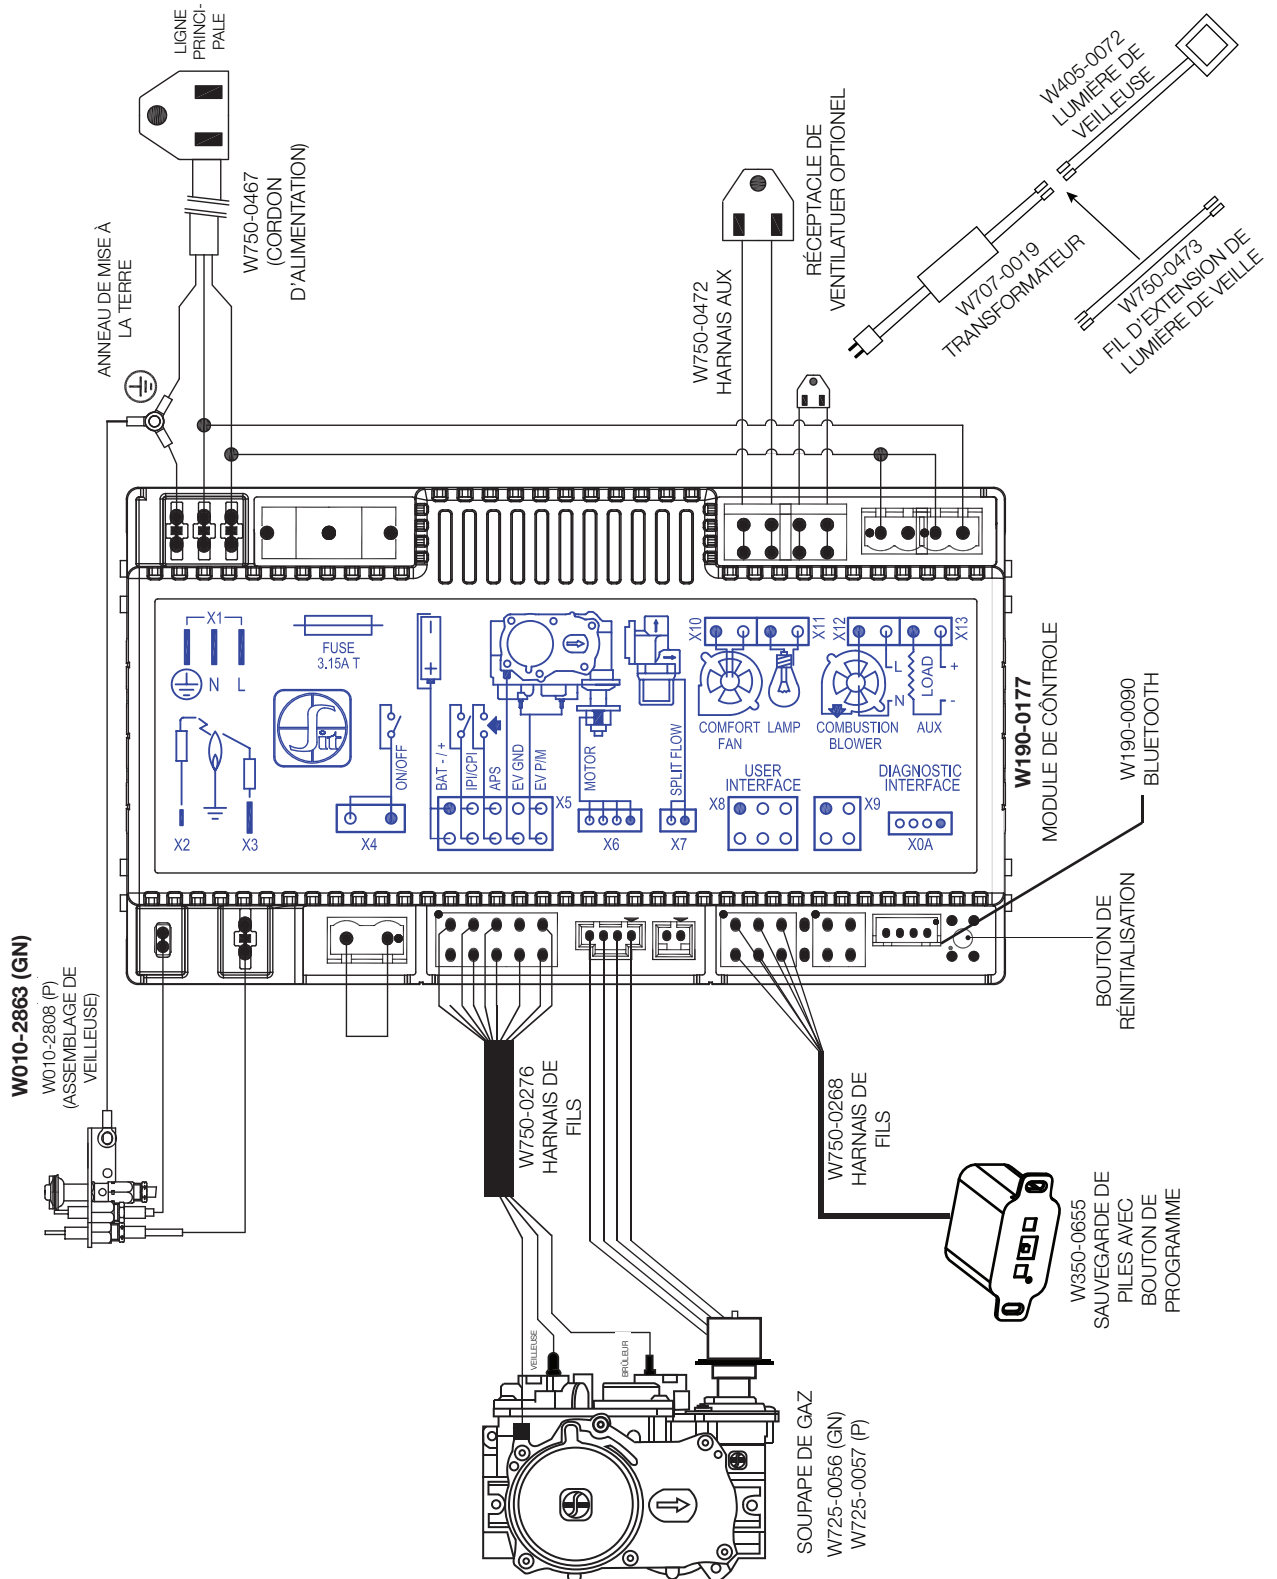 LIGNE
PRINCI-
PALE
W750-0467
(CORDON
D'ALIMENTATION)
ANNEAU DE MISE À
LA TERRE
W405-0072
LUMIÈRE DE
VEILLEUSE
RÉCEPTACLE DE
VENTILATUER OPTIONEL
W750-0472
HARNAIS AUX
W707-0019
TRANSFORMATEUR
W750-0473
FIL D'EXTENSION DE
LUMIÈRE DE VEILLE
X1
N
L
FUSE
3.15A T
Sit
X2
X3
X4
ON/OFF
BAT - / +
IPI/CPI
APS
EV GND
EV P/M
X5
MOTOR
X6
SPLIT FLOW
X7
X10
X11
X12
X13
COMFORT
FAN
LAMP
COMBUSTION
BLOWER
N
L
LOAD
+
-
AUX
USER
INTERFACE
X8
X9
DIAGNOSTIC
INTERFACE
X0A
W190-0177
MODULE DE CÔNTROLE
W190-0090
BLUETOOTH
BOUTON DE
RÉINITIALISATION
W010-2863 (GN)
W010-2808 (P)
(ASSEMBLAGE DE
VEILLEUSE)
W750-0276
HARNAIS DE
FILS
W750-0268
HARNAIS DE
FILS
W350-0655
SAUVEGARDE DE
PILES AVEC
BOUTON DE
PROGRAMME
VEILLEUSE
BRÛLEUR
SOUPAPE DE GAZ
W725-0056 (GN)
W725-0057 (P)